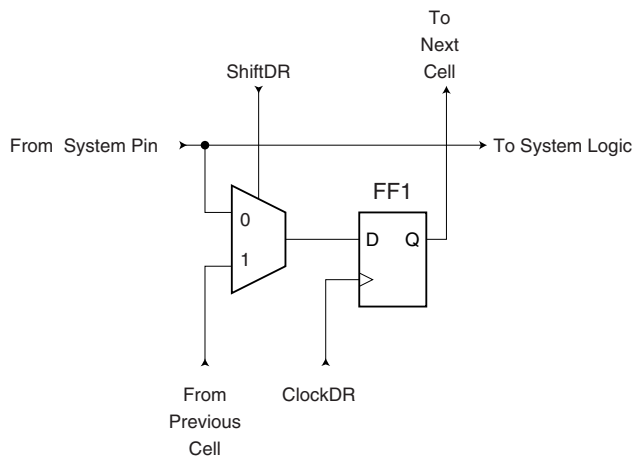 To
Next
Cell
ShiftDR
From System Pin
To System Logic
FF1
0
D Q
1
From
Previous
Cell
ClockDR